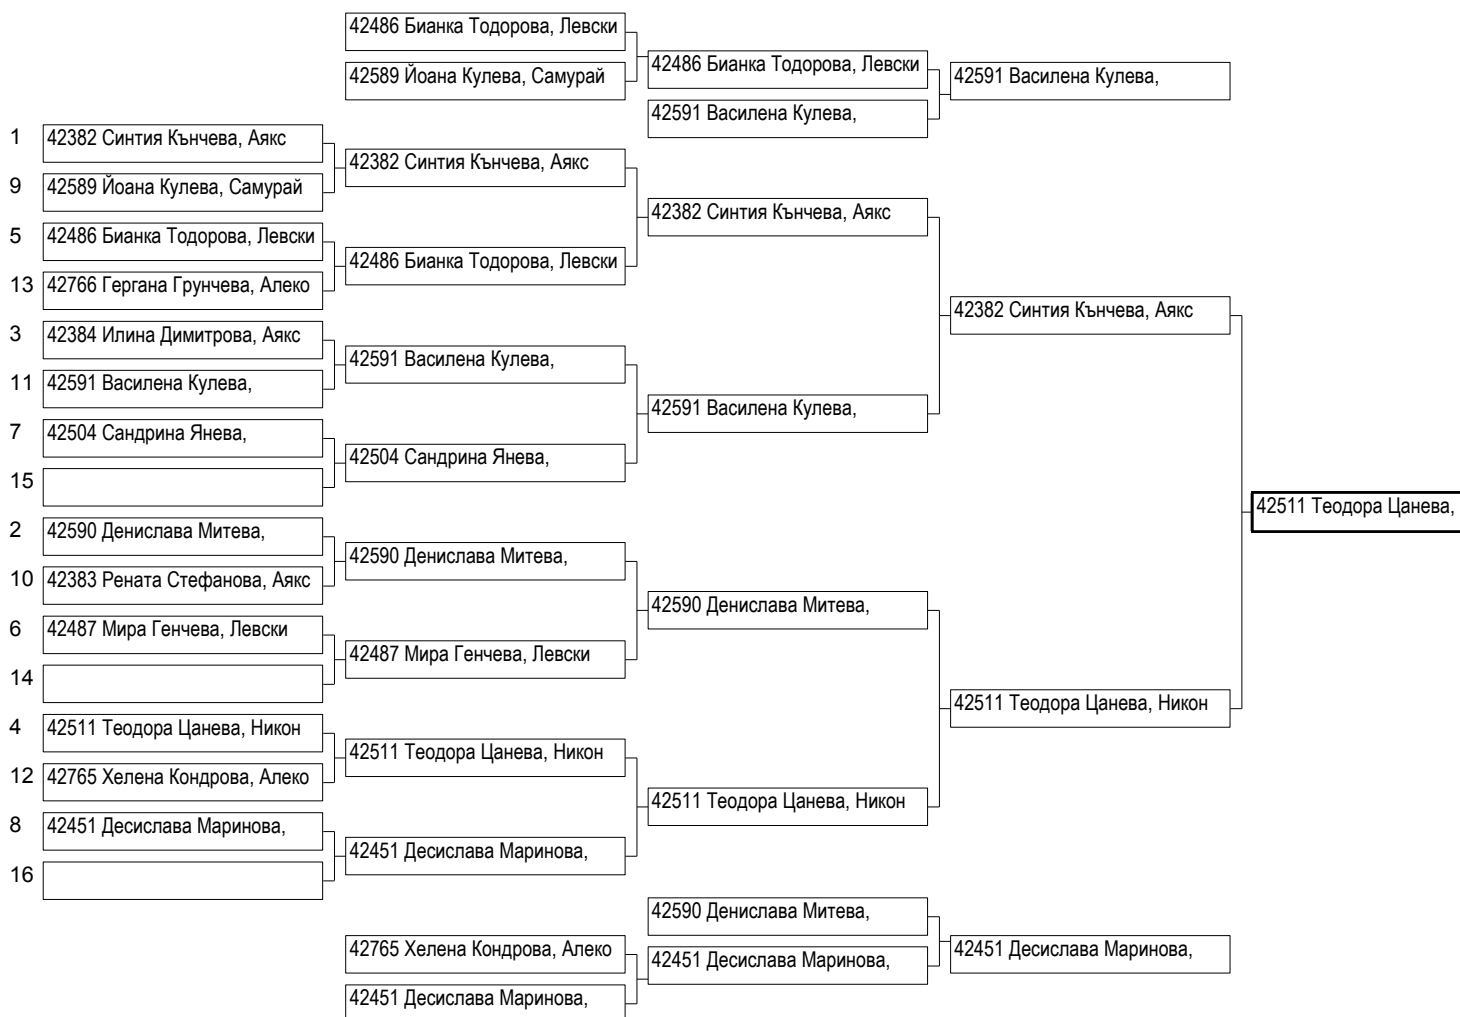 42486 Бианка Тодорова, Левски
42589 Йоана Кулева, Самурай
42486 Бианка Тодорова, Левски
42591 Василена Кулева,
42591 Василена Кулева,
1 42382 Синтия Кънчева, Аякс
9 42589 Йоана Кулева, Самурай
5 42486 Бианка Тодорова, Левски
13 42766 Гергана Грунчева, Алеко
3 42384 Илина Димитрова, Аякс
11 42591 Василена Кулева,
7 42504 Сандрина Янева,
15
2 42590 Денислава Митева,
10 42383 Рената Стефанова, Аякс
6 42487 Мира Генчева, Левски
14
4 42511 Теодора Цанева, Никон
12 42765 Хелена Кондрова, Алеко
8 42451 Десислава Маринова,
16
42382 Синтия Кънчева, Аякс
42486 Бианка Тодорова, Левски
42591 Василена Кулева,
42504 Сандрина Янева,
42590 Денислава Митева,
42487 Мира Генчева, Левски
42511 Теодора Цанева, Никон
42451 Десислава Маринова,
42382 Синтия Кънчева, Аякс
42591 Василена Кулева,
42590 Денислава Митева,
42511 Теодора Цанева, Никон
42382 Синтия Кънчева, Аякс
42511 Теодора Цанева, Никон
42511 Теодора Цанева,
42765 Хелена Кондрова, Алеко
42451 Десислава Маринова,
42590 Денислава Митева,
42451 Десислава Маринова,
42451 Десислава Маринова,